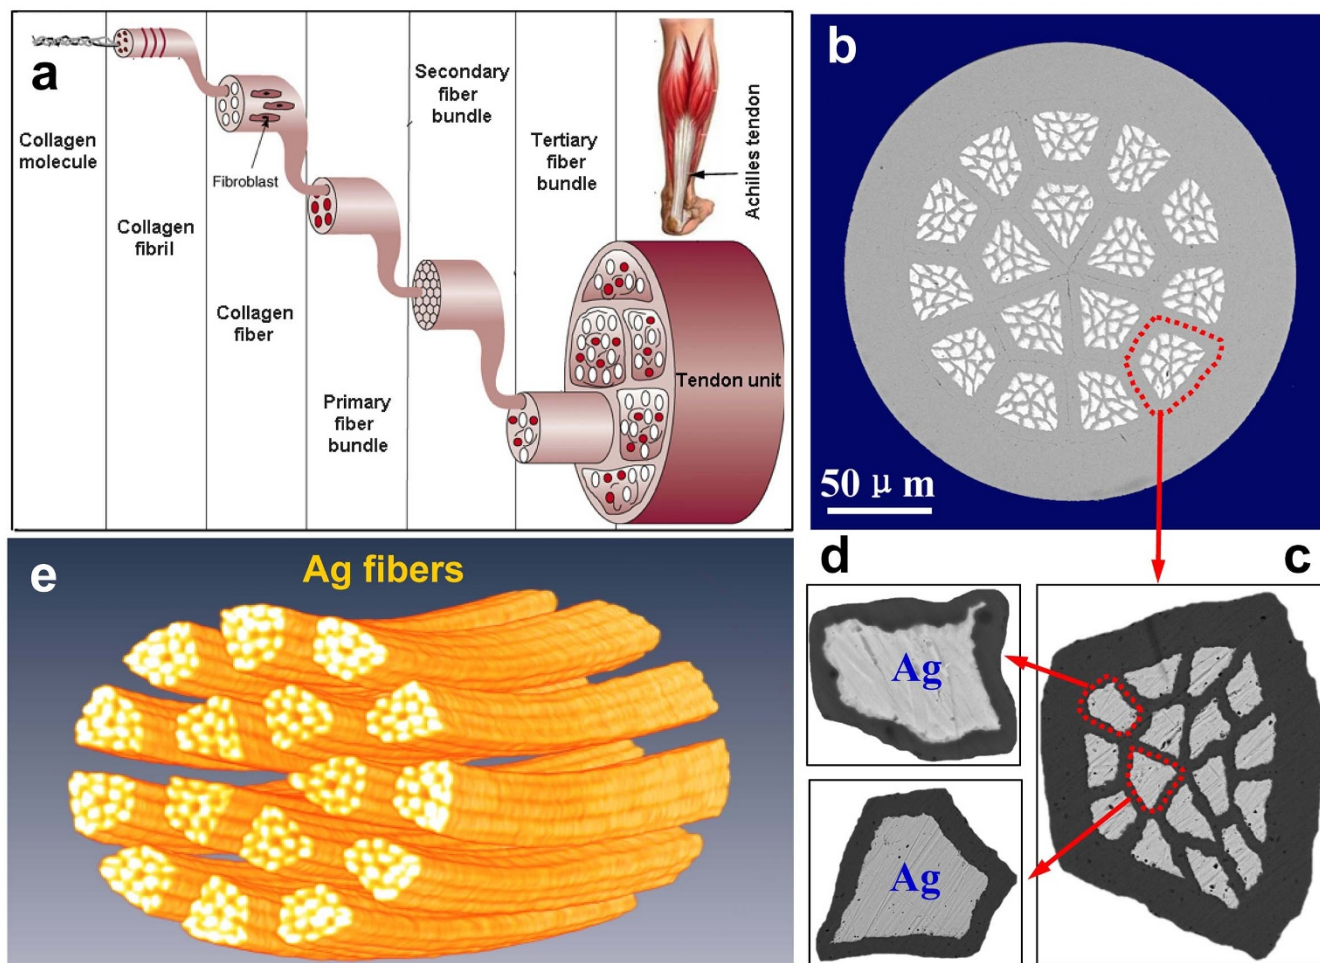 a
Collagen
molecule
Collagen
fibril
Fibroblast
Collagen
fiber
Primary
fiber
bundle
Secondary
fiber
bundle
Tertiary
fiber
bundle
Achilles tendon
Tendon unit
b
50 μ m
e
Ag fibers
d
Ag
Ag
c